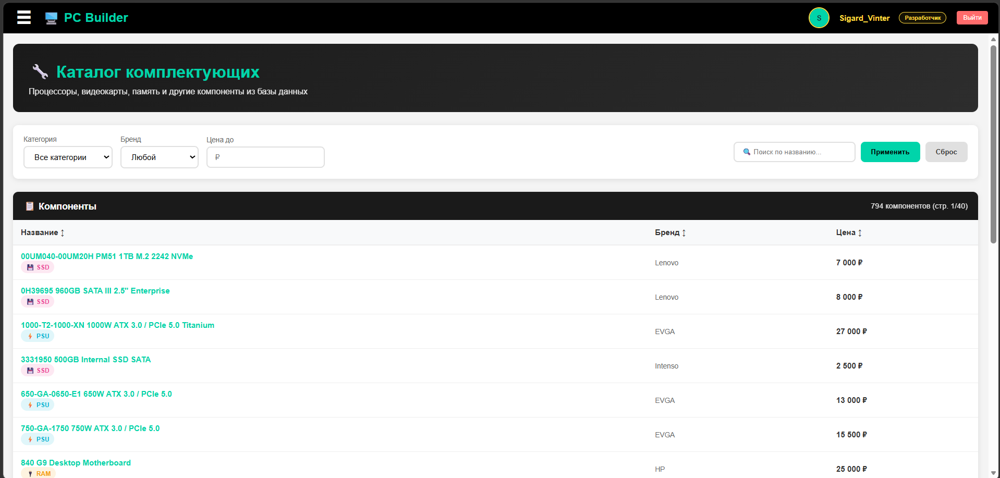 PC Builder
S
Sigard_Vinter
Разработчик
Выйти
Каталог комплектующих
Процессоры, видеокарты, память и другие компоненты из базы данных
Категория
Бренд
Цена до
Все категории
Любой
₽
Поиск по названию...
Применить
Сброс
Компоненты
794 компонентов (стр. 1/40)
Название ↕
Бренд ↕
Цена ↕
00UM040-00UM20H PM51 1TB M.2 2242 NVMe
SSD
Lenovo
7 000 ₽
0H39695 960GB SATA III 2.5" Enterprise
SSD
Lenovo
8 000 ₽
1000-T2-1000-XN 1000W ATX 3.0 / PCIe 5.0 Titanium
PSU
EVGA
27 000 ₽
3331950 500GB Internal SSD SATA
SSD
Intenso
2 500 ₽
650-GA-0650-E1 650W ATX 3.0 / PCIe 5.0
PSU
EVGA
13 000 ₽
750-GA-1750 750W ATX 3.0 / PCIe 5.0
PSU
EVGA
15 500 ₽
840 G9 Desktop Motherboard
RAM
HP
25 000 ₽